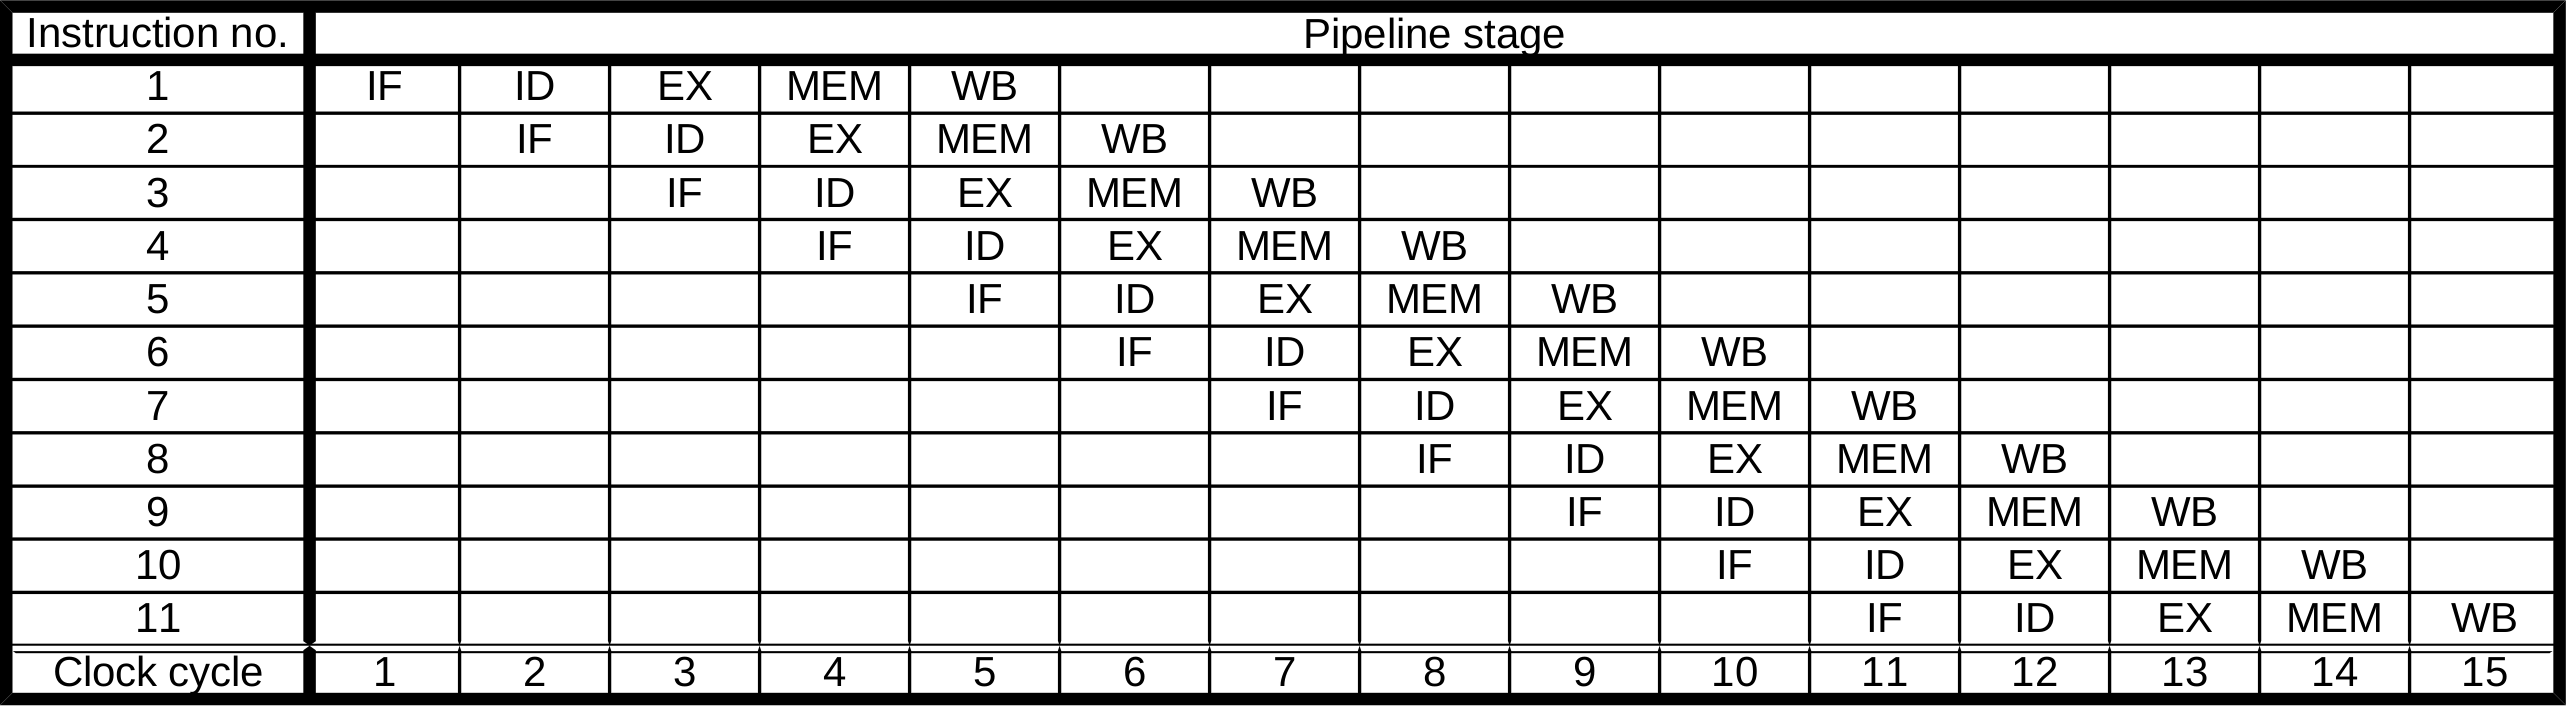 Instruction no. Pipeline stage
1 IF ID EX MEM WB
2 IF ID EX MEM WB
3 IF ID EX MEM WB
4 IF ID EX MEM WB
5 IF ID EX MEM WB
6 IF ID EX MEM WB
7 IF ID EX MEM WB
8 IF ID EX MEM WB
9 IF ID EX MEM WB
10 IF ID EX MEM WB
11 IF ID EX MEM WB
Clock cycle 1 2 3 4 5 6 7 8 9 10 11 12 13 14 15